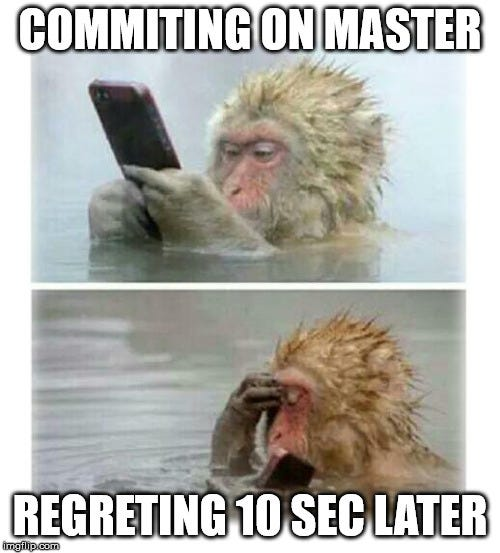 COMMITING ON MASTER
REGRETING 10 SEC LATER
imgflip.com